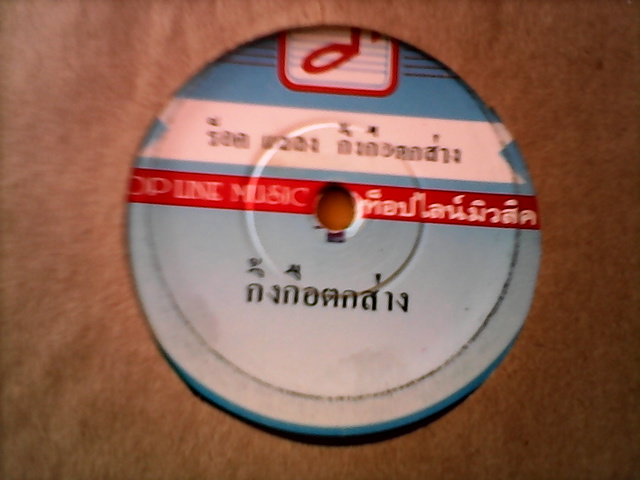 ร็อค แดลง กิ้งกือตกส่าง
OP LINE MUSIC ท็อปไลน์มิวสิค
กิ้งกือตกส่าง